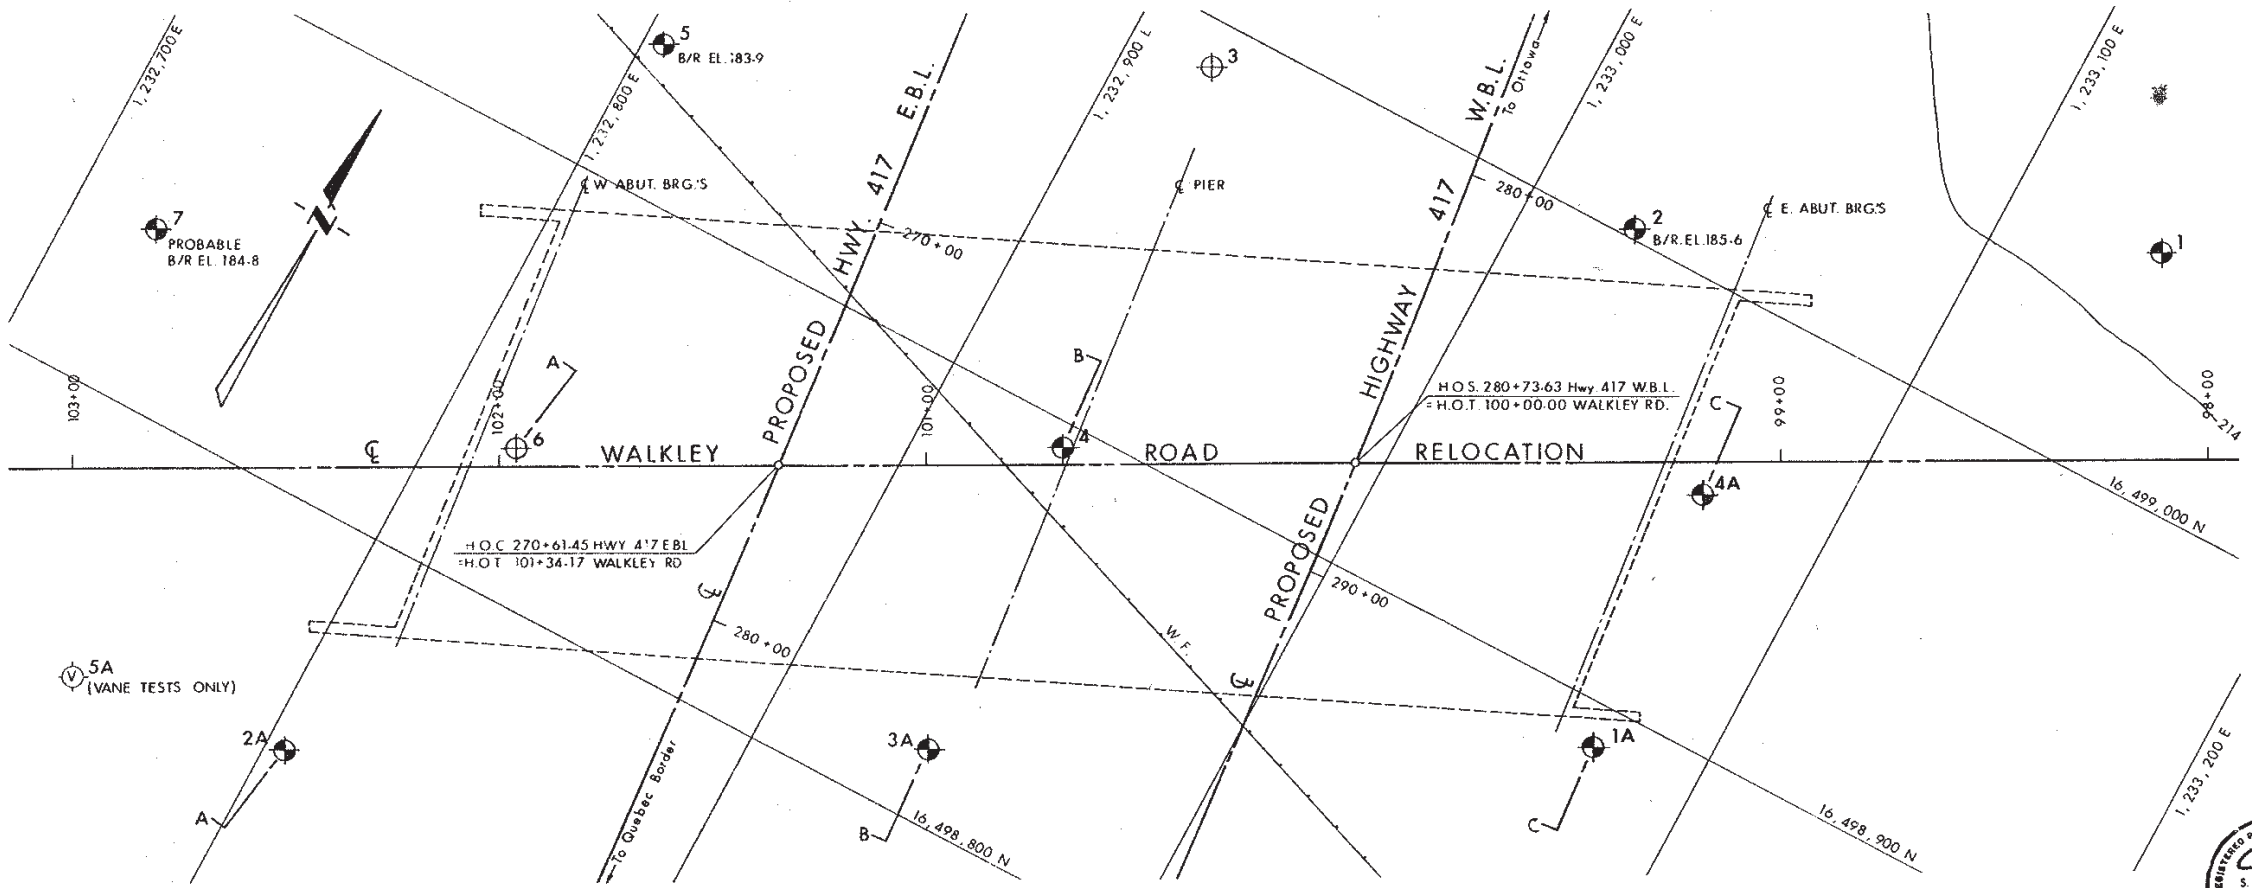 1,232,700 E
5
B/R EL. 183·9
1,232,800 E
E.B.L.
1,232,900 E
3
W.B.L.
To Ottawa
1,233,000 E
1,233,100 E
7
PROBABLE
B/R EL. 184·8
N
℄ W ABUT. BRG.'S
HWY. 417
270+00
℄ PIER
417
280+00
2
B/R.EL.185·6
℄ E. ABUT. BRG'S
1
103+00
102+00
A
6
PROPOSED
101+00
B
4
HIGHWAY
H O S. 280+73·63 Hwy. 417 W.B.L.
= H.O.T. 100+00·00 WALKLEY RD.
C
99+00
98+00
214
℄
WALKLEY
ROAD
RELOCATION
4A
16,499,000 N
H O C 270+61·45 HWY 417 E B L
=H.O T 101+34·17 WALKLEY RD
℄
280+00
PROPOSED
290+00
W. F.
℄
V
5A
(VANE TESTS ONLY)
2A
A
To Quebec Border
3A
B
16,498,800 N
1A
C
16,498,900 N
1,233,200 E
S.